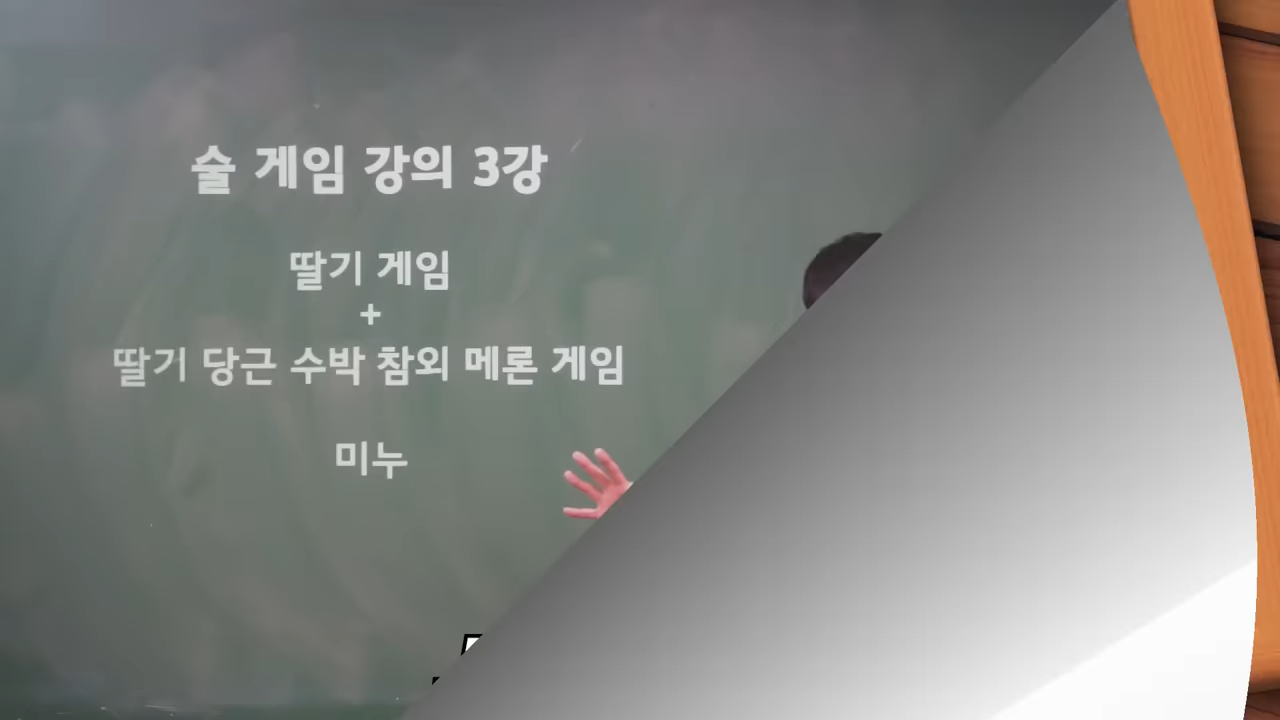 술 게임 강의 3강
딸기 게임
+
딸기 당근 수박 참외 메론 게임
미누